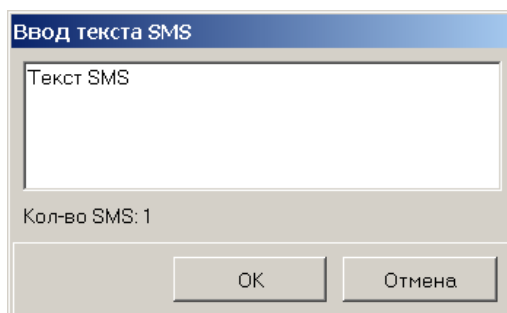 Ввод текста SMS
Текст SMS
Кол-во SMS: 1
OK
Отмена